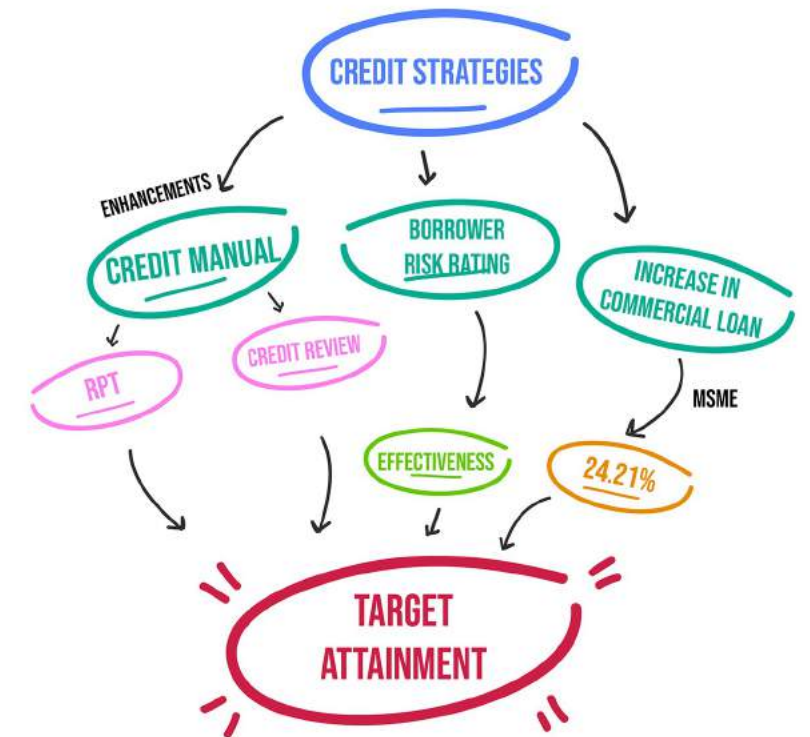 CREDIT STRATEGIES
ENHANCEMENTS
CREDIT MANUAL
BORROWER
RISK RATING
INCREASE IN
COMMERCIAL LOAN
RPT
CREDIT REVIEW
MSME
EFFECTIVENESS
24.21%
TARGET
ATTAINMENT